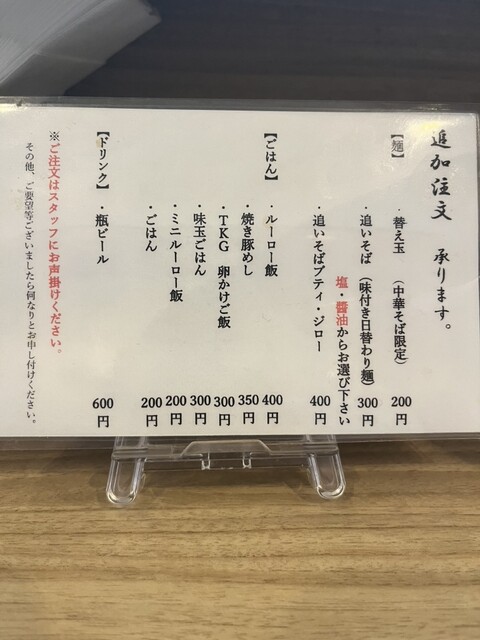 追加注文　承ります。
【麺】
・替え玉　（中華そば限定）　200円
・追いそば　（味付き日替わり麺）　300円
塩・醤油からお選び下さい
・追いそばプティ・ジロー　400円
【ごはん】
・ルーロー飯　400円
・焼き豚めし　350円
・TKG　卵かけご飯　300円
・味玉ごはん　300円
・ミニルーロー飯　200円
・ごはん　200円
【ドリンク】
・瓶ビール　600円
※ご注文はスタッフにお声掛けください。
その他、ご要望等ございましたら何なりとお申し付けください。